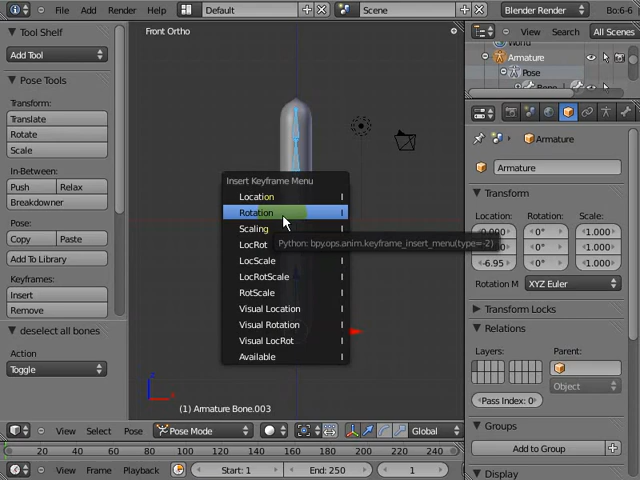 File Add Render Help Default Scene Blender Render Bo:6-6
Tool Shelf
Add Tool
Pose Tools
Transform:
Translate
Rotate
Scale
In-Between:
Push Relax
Breakdowner
Pose:
Copy Paste
Add To Library
Keyframes:
Insert
Remove
deselect all bones
Action
Toggle
Front Ortho
Insert Keyframe Menu
Location I
Rotation I
Scaling I
LocRot
LocScale I
LocRotScale I
RotScale I
Visual Location I
Visual Rotation I
Visual LocRot I
Available I
Python: bpy.ops.anim.keyframe_insert_menu(type=-2)
(1) Armature Bone.003
View Search All Scenes
World
Armature
Pose
Bone
Armature
Armature
Transform
Location: Rotation: Scale:
0.000 0° 1.000
0° 1.000
-6.95 0° 1.000
Rotation M XYZ Euler
Transform Locks
Relations
Layers: Parent:
Object
Pass Index: 0
Groups
Add to Group
Display
View Select Pose Pose Mode Global
0 20 40 60 80 100 120 140 160 180 200 220 240
View Frame Playback Start: 1 End: 250 1